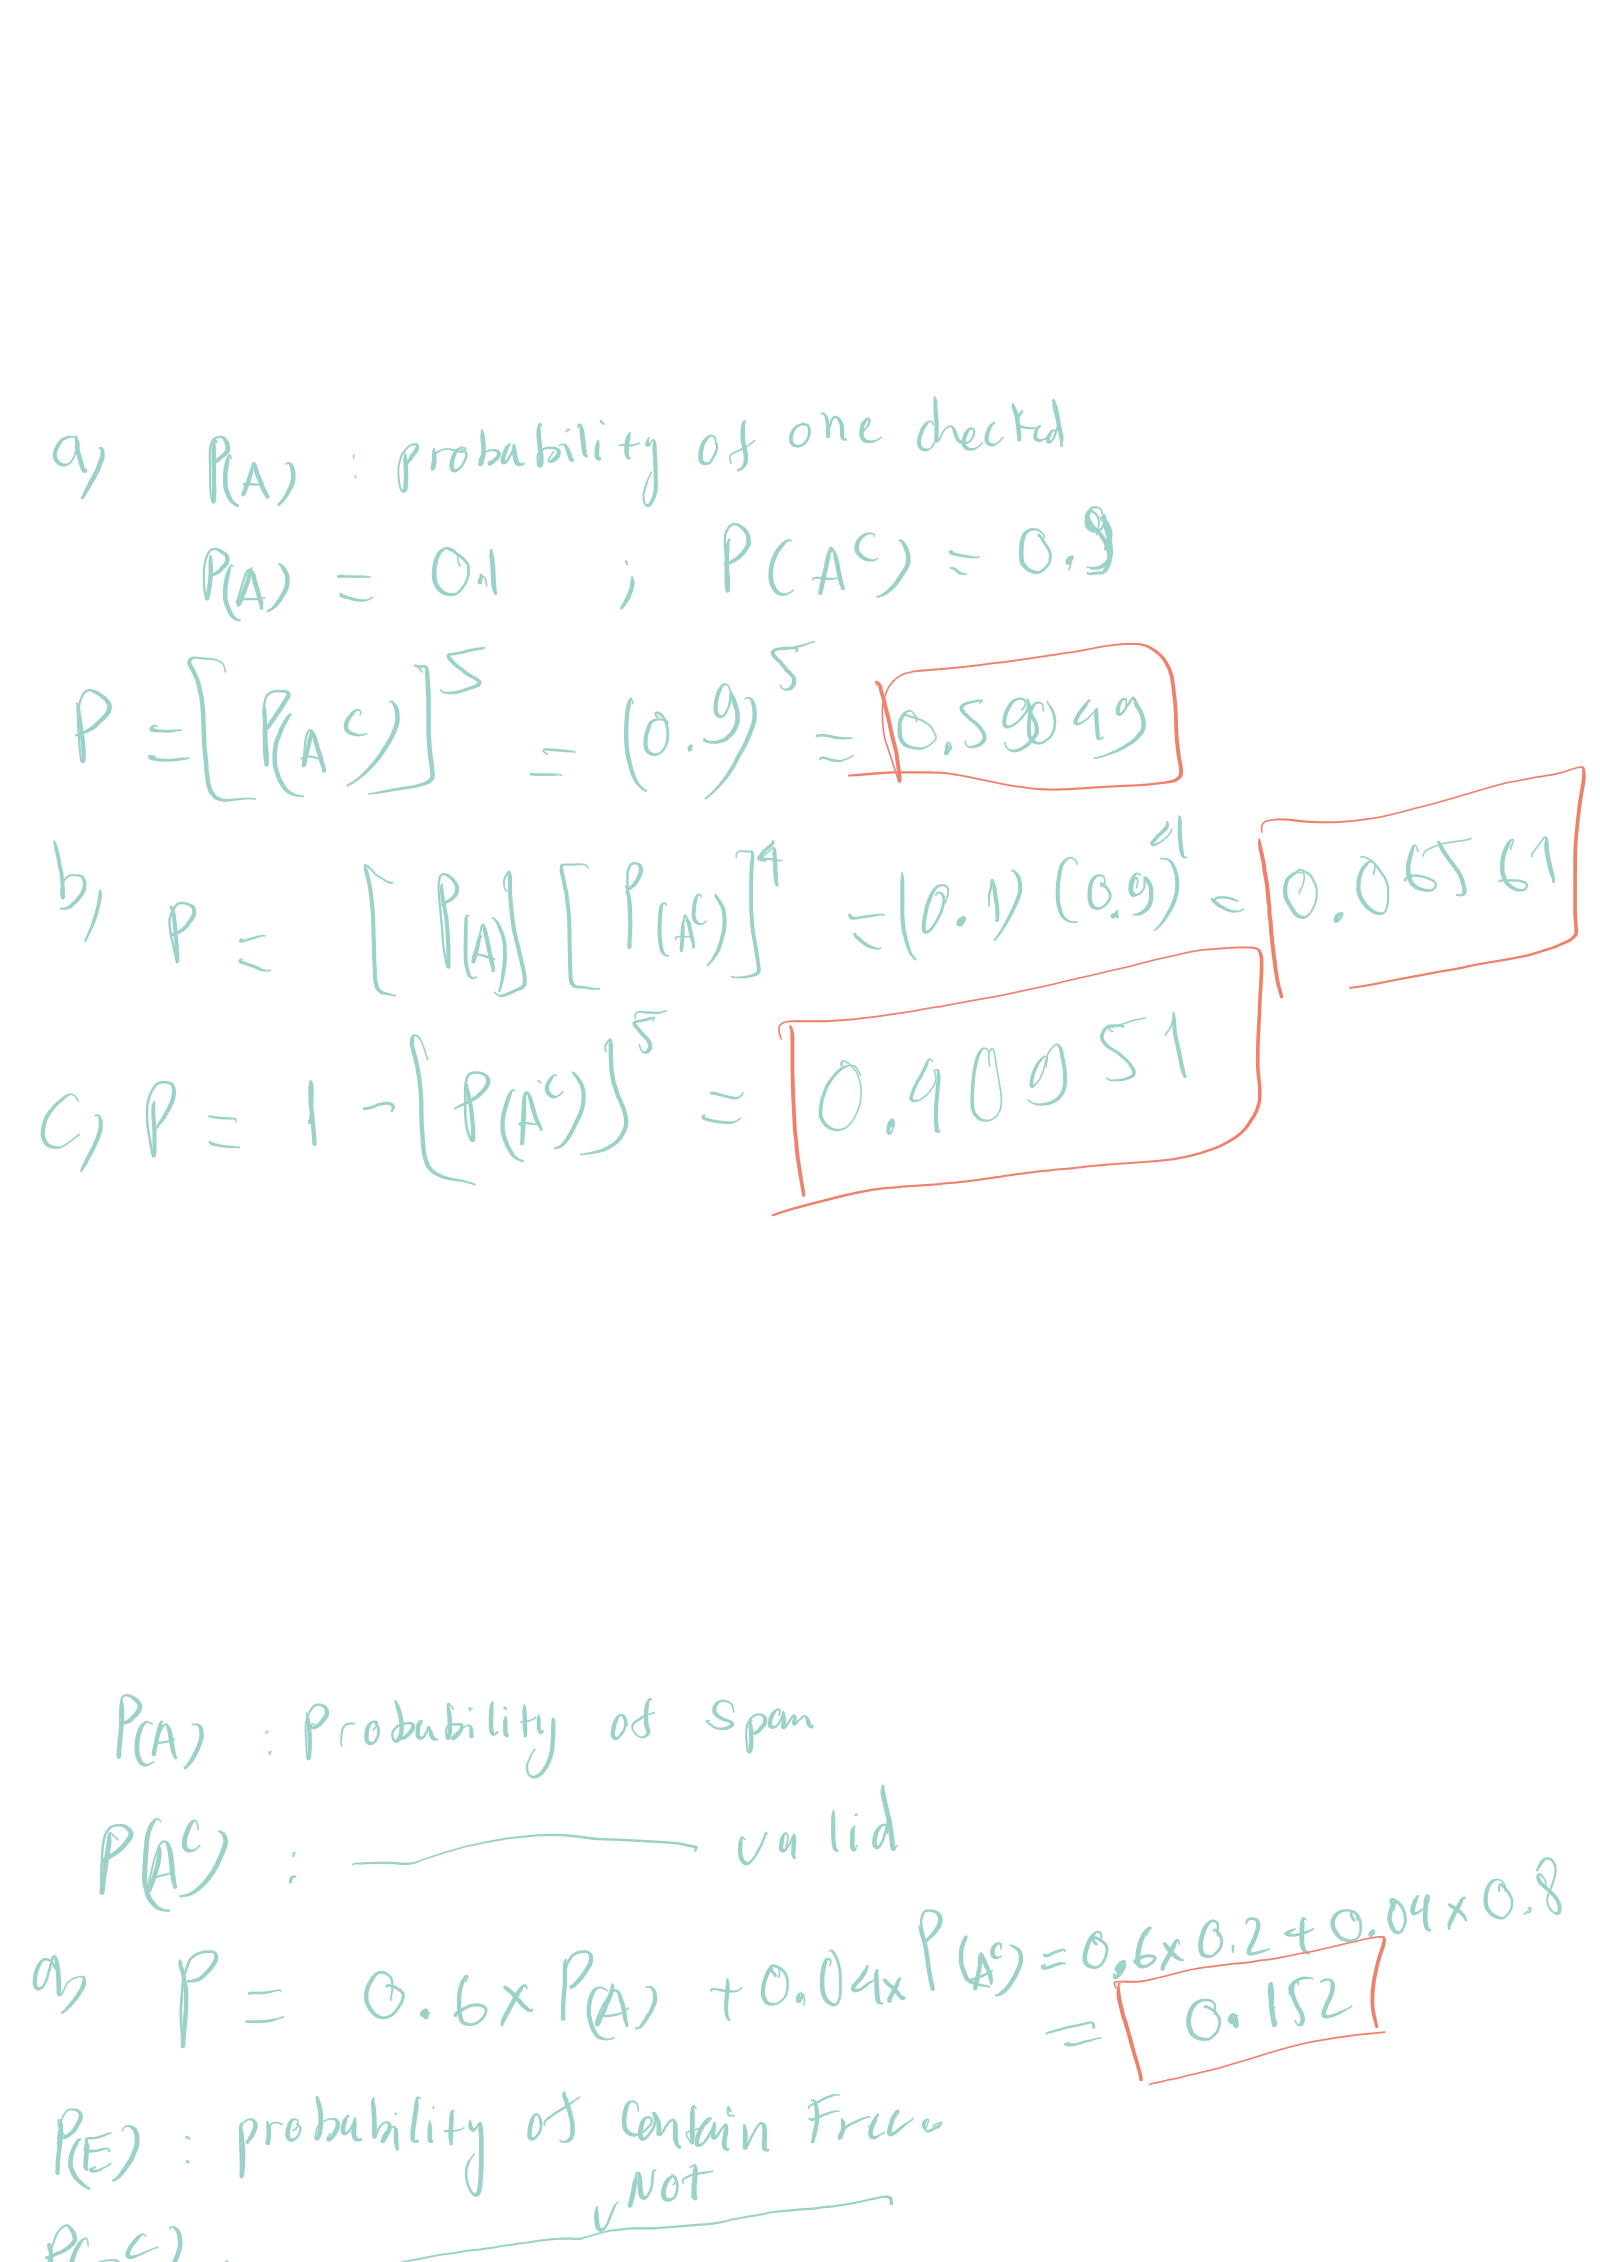 a) P(A) : probability of one checked
P(A) = 0.1 ; P(A^c) = 0.9
P = [P(A^c)]^5 = (0.9)^5 = 0.59049
b) P = [P(A)] [P(A^c)]^4 = (0.1) (0.9)^4 = 0.06561
c) P = 1 - [P(A^c)]^5 = 0.40951
P(A) : Probability of spam
P(A^c) : valid
a) P = 0.6 x P(A) + 0.04 x P(A^c) = 0.6 x 0.2 + 0.04 x 0.8
= 0.152
P(E) : probability of contain Free.
Not